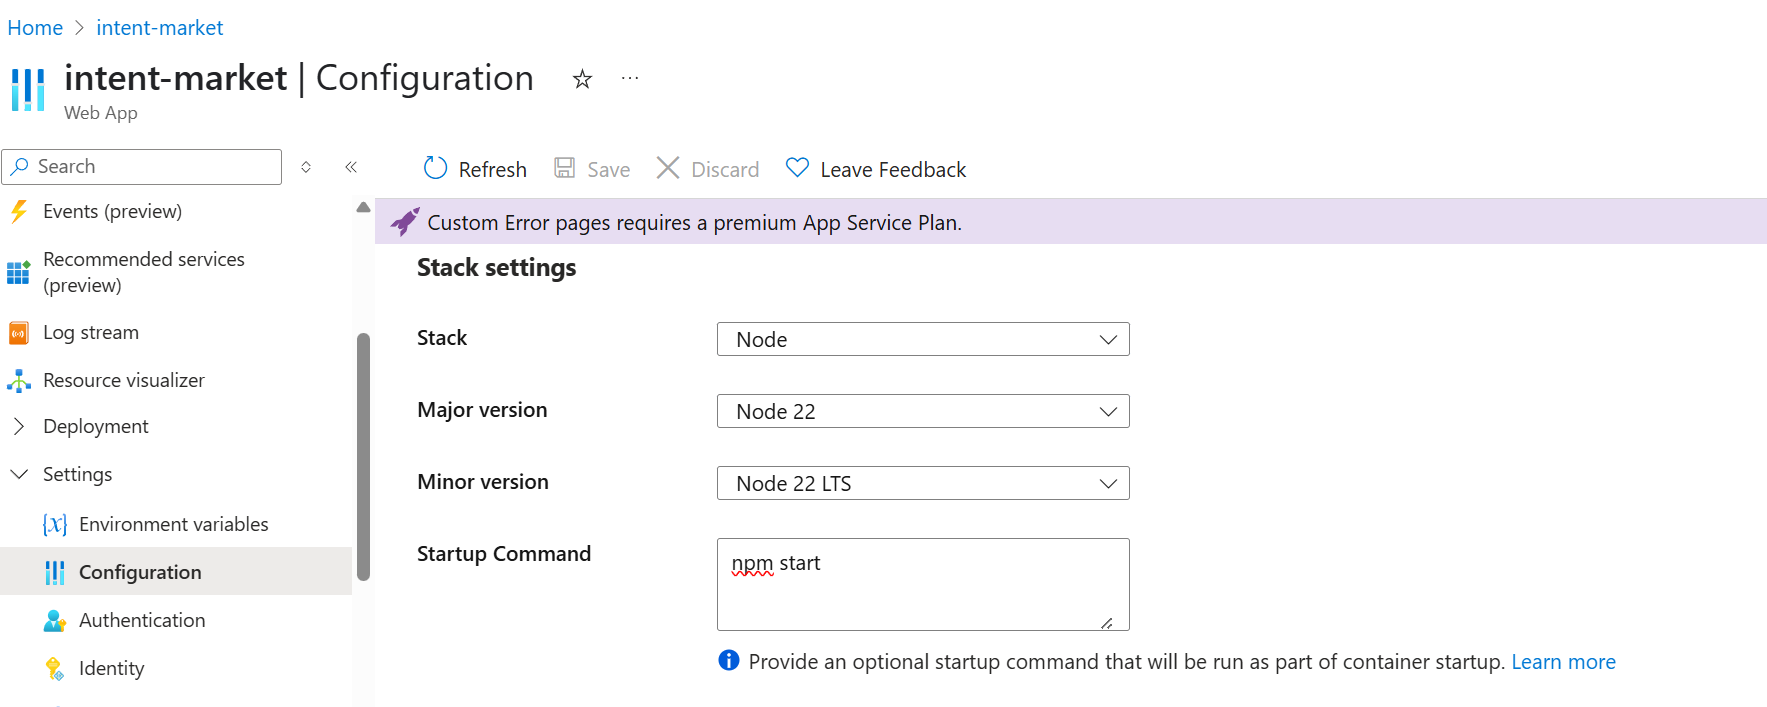 Home > intent-market
intent-market | Configuration
Web App
Search
Refresh Save Discard Leave Feedback
Events (preview)
Recommended services
(preview)
Log stream
Resource visualizer
Deployment
Settings
Environment variables
Configuration
Authentication
Identity
Custom Error pages requires a premium App Service Plan.
Stack settings
Stack Node
Major version Node 22
Minor version Node 22 LTS
Startup Command npm start
Provide an optional startup command that will be run as part of container startup. Learn more